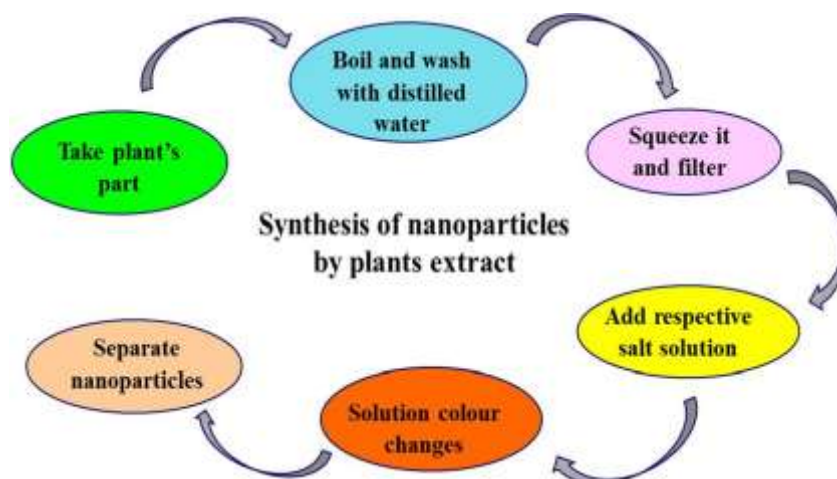 Take plant's
part
Boil and wash
with distilled
water
Squeeze it
and filter
Add respective
salt solution
Solution colour
changes
Separate
nanoparticles
Synthesis of nanoparticles
by plants extract